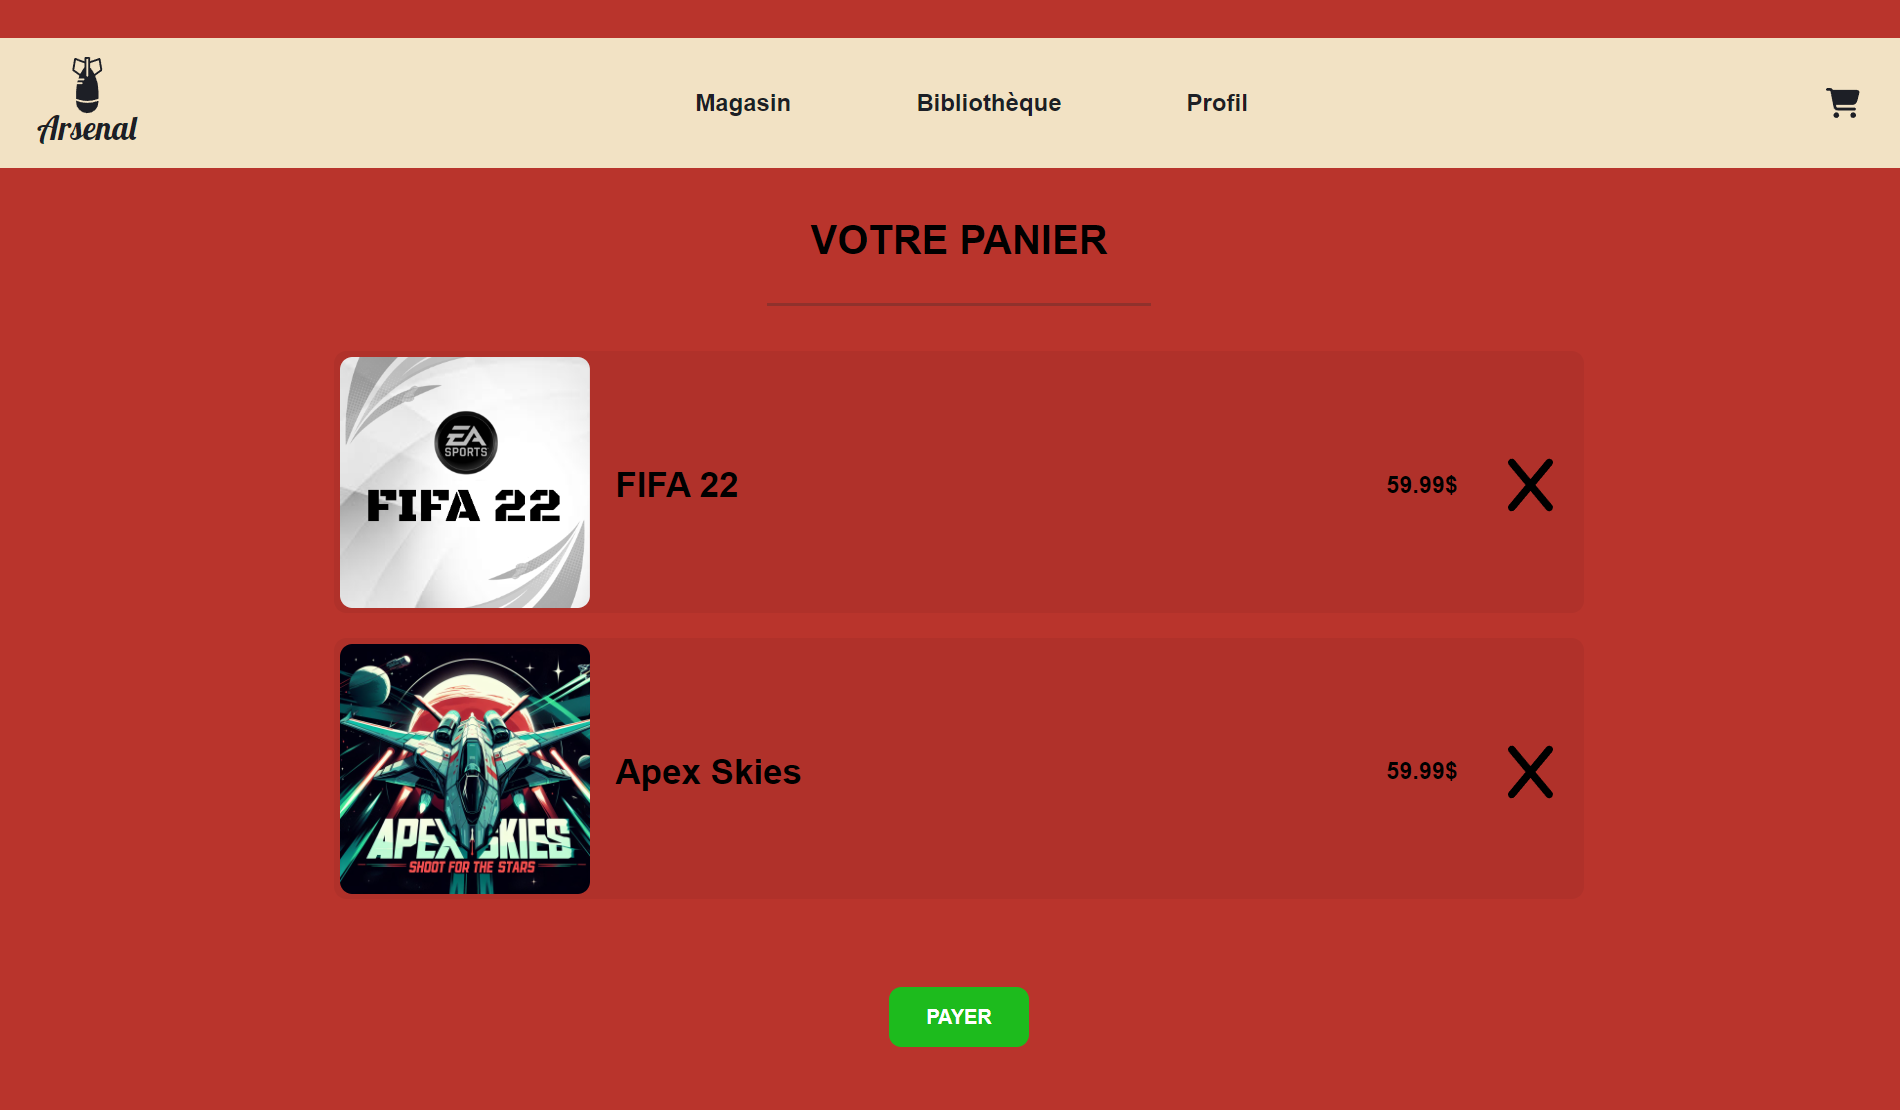 Arsenal
Magasin
Bibliothèque
Profil
VOTRE PANIER
EA
SPORTS
FIFA 22
FIFA 22
59.99$
APEX SKIES
SHOOT FOR THE STARS
Apex Skies
59.99$
PAYER